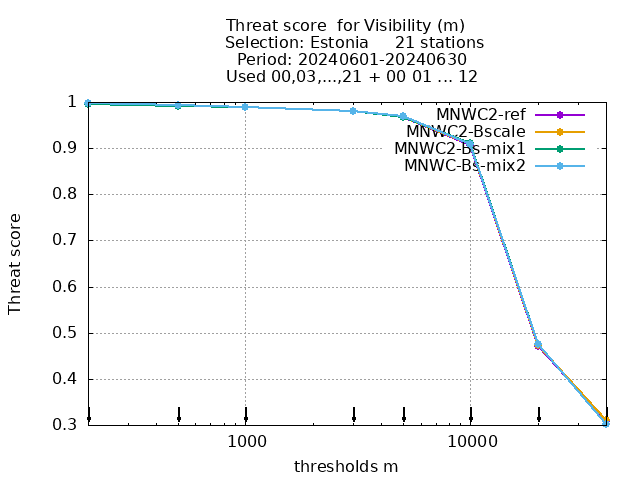 Threat score  for Visibility (m)
Selection: Estonia     21 stations
Period: 20240601-20240630
Used 00,03,...,21 + 00 01 ... 12
MNWC2-ref
MNWC2-Bscale
MNWC2-Bs-mix1
MNWC-Bs-mix2
1
0.9
0.8
0.7
0.6
0.5
0.4
0.3
Threat score
1000
10000
thresholds m